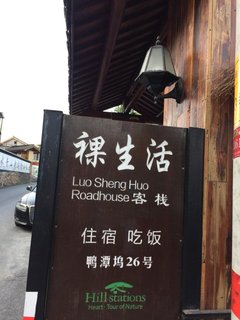 裸生活
Luo Sheng Huo
Roadhouse 客栈
住宿 吃饭
鸭潭坞26号
Hill stations
Heart · Tour of Nature